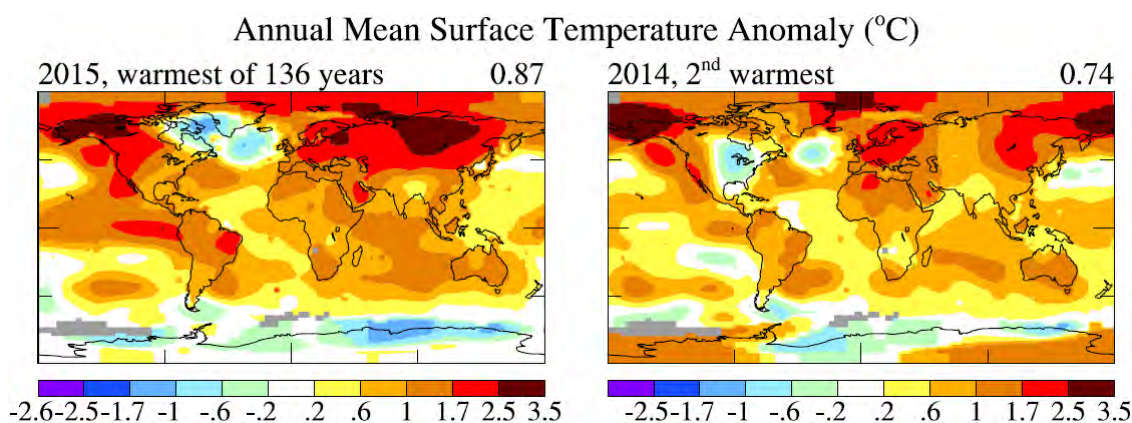 Annual Mean Surface Temperature Anomaly (°C)
2015, warmest of 136 years 0.87
2014, 2nd warmest 0.74
-2.6 -2.5 -1.7 -1 -.6 -.2 .2 .6 1 1.7 2.5 3.5
-2.5 -1.7 -1 -.6 -.2 .2 .6 1 1.7 2.5 3.5